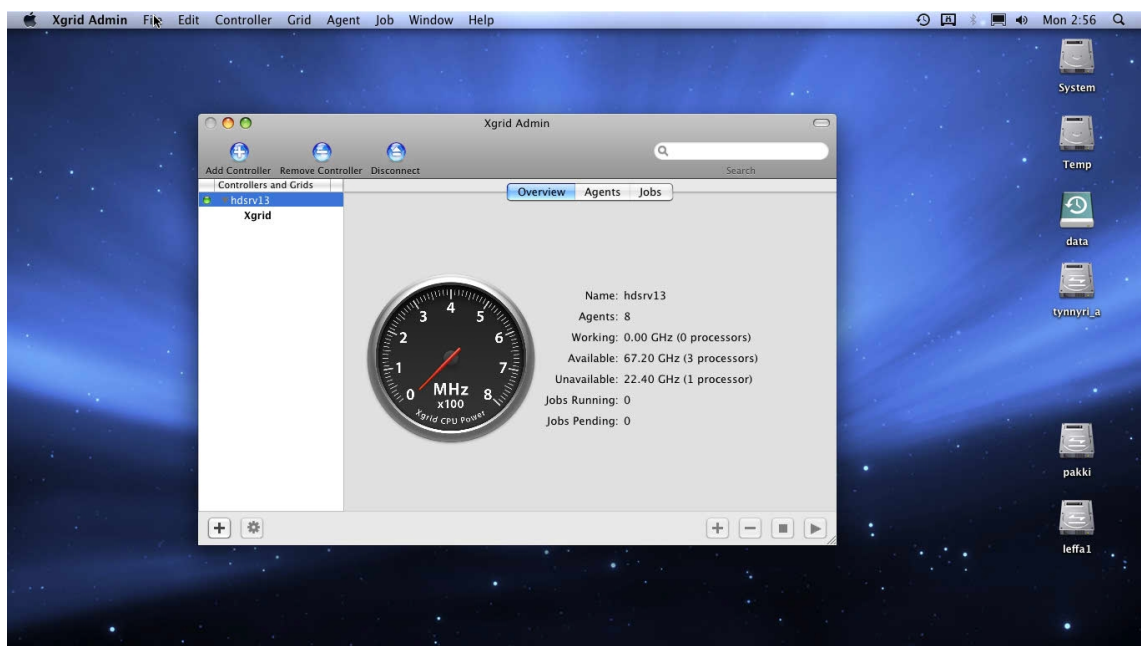 Xgrid Admin File Edit Controller Grid Agent Job Window Help Mon 2:56
System
Temp
data
tynnyri_a
pakki
leffa1
Xgrid Admin
Add Controller Remove Controller Disconnect Search
Controllers and Grids
hdsrv13
Xgrid
Overview Agents Jobs
0 1 2 3 4 5 6 7 8
MHz
x100
Xgrid CPU Power
Name: hdsrv13
Agents: 8
Working: 0.00 GHz (0 processors)
Available: 67.20 GHz (3 processors)
Unavailable: 22.40 GHz (1 processor)
Jobs Running: 0
Jobs Pending: 0